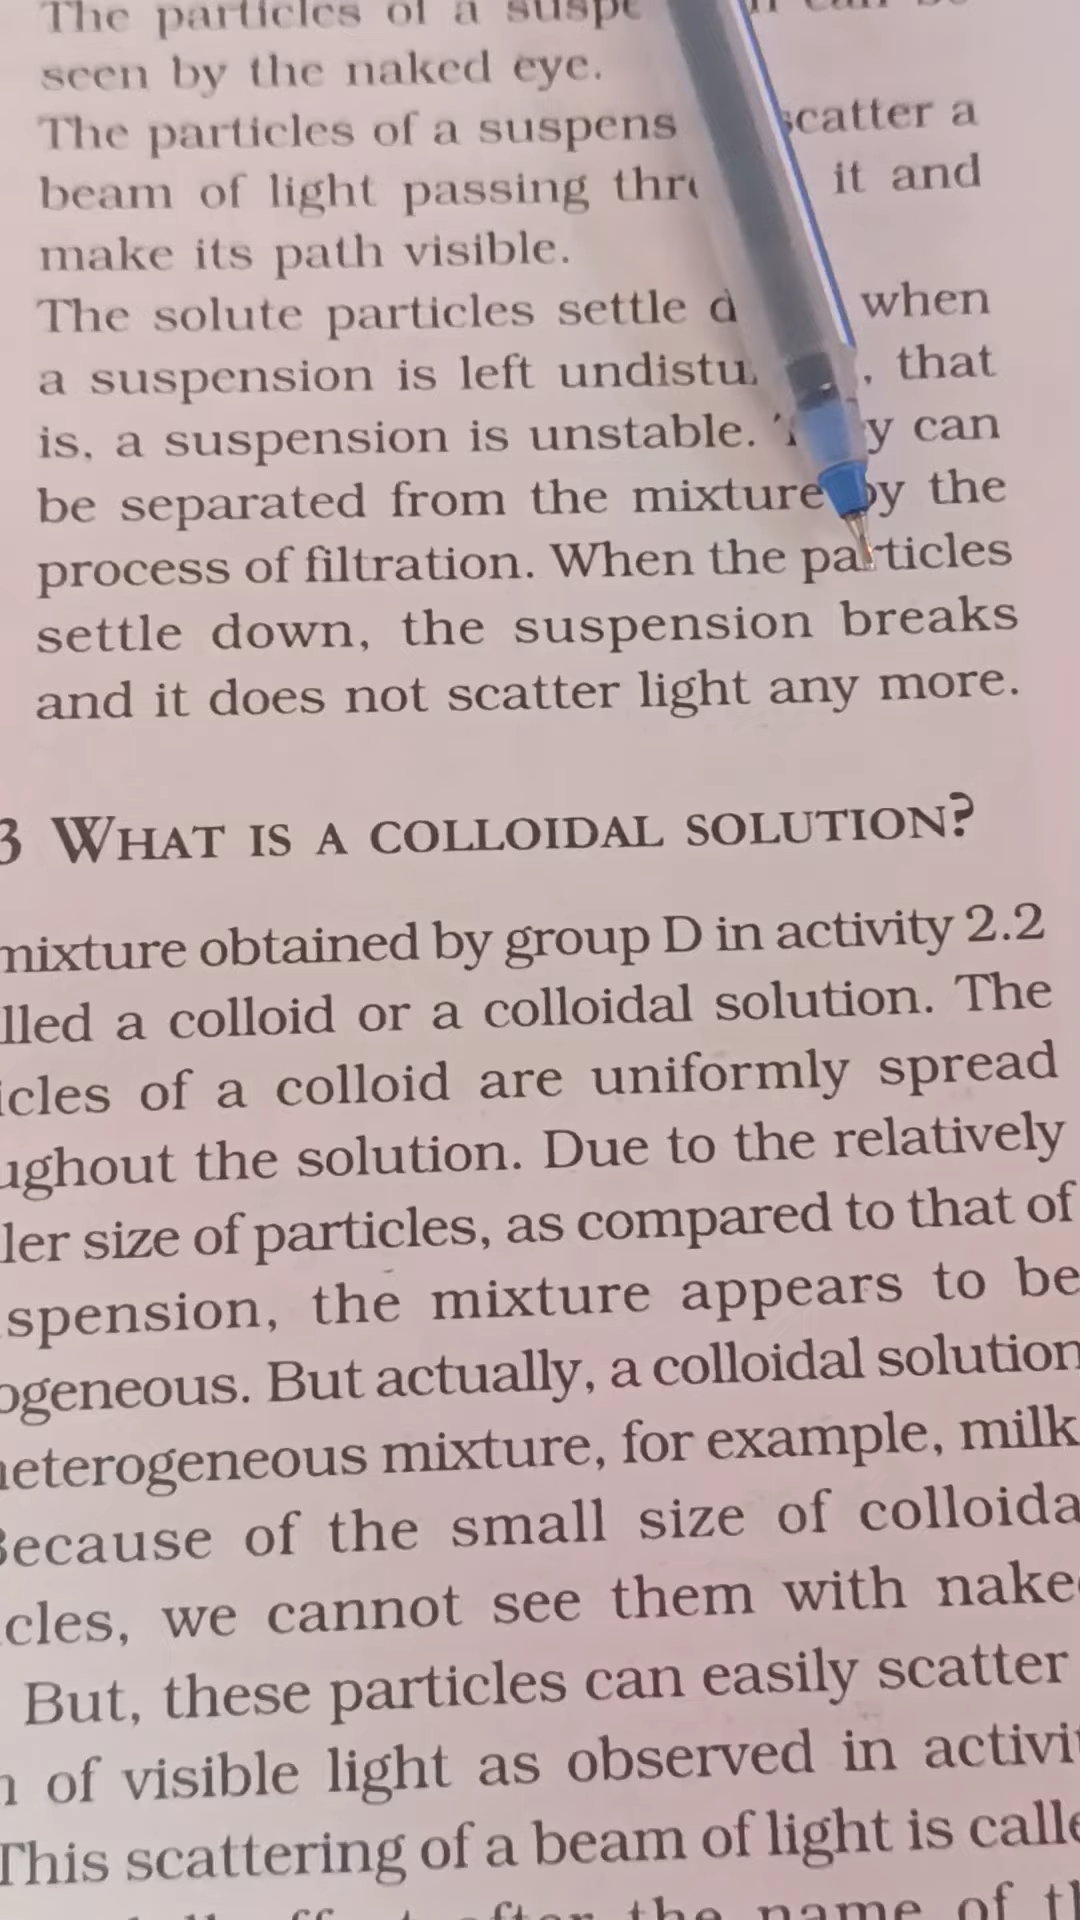 The particles of a
seen by the naked eye.
The particles of a suspens scatter a
beam of light passing thr it and
make its path visible.
The solute particles settle d when
a suspension is left undistu , that
is, a suspension is unstable. y can
be separated from the mixture by the
process of filtration. When the particles
settle down, the suspension breaks
and it does not scatter light any more.
3 WHAT IS A COLLOIDAL SOLUTION?
mixture obtained by group D in activity 2.2
lled a colloid or a colloidal solution. The
icles of a colloid are uniformly spread
ughout the solution. Due to the relatively
ler size of particles, as compared to that of
spension, the mixture appears to be
ogeneous. But actually, a colloidal solution
heterogeneous mixture, for example, milk
Because of the small size of colloida
cles, we cannot see them with nake
But, these particles can easily scatter
of visible light as observed in activi
This scattering of a beam of light is calle
the name of